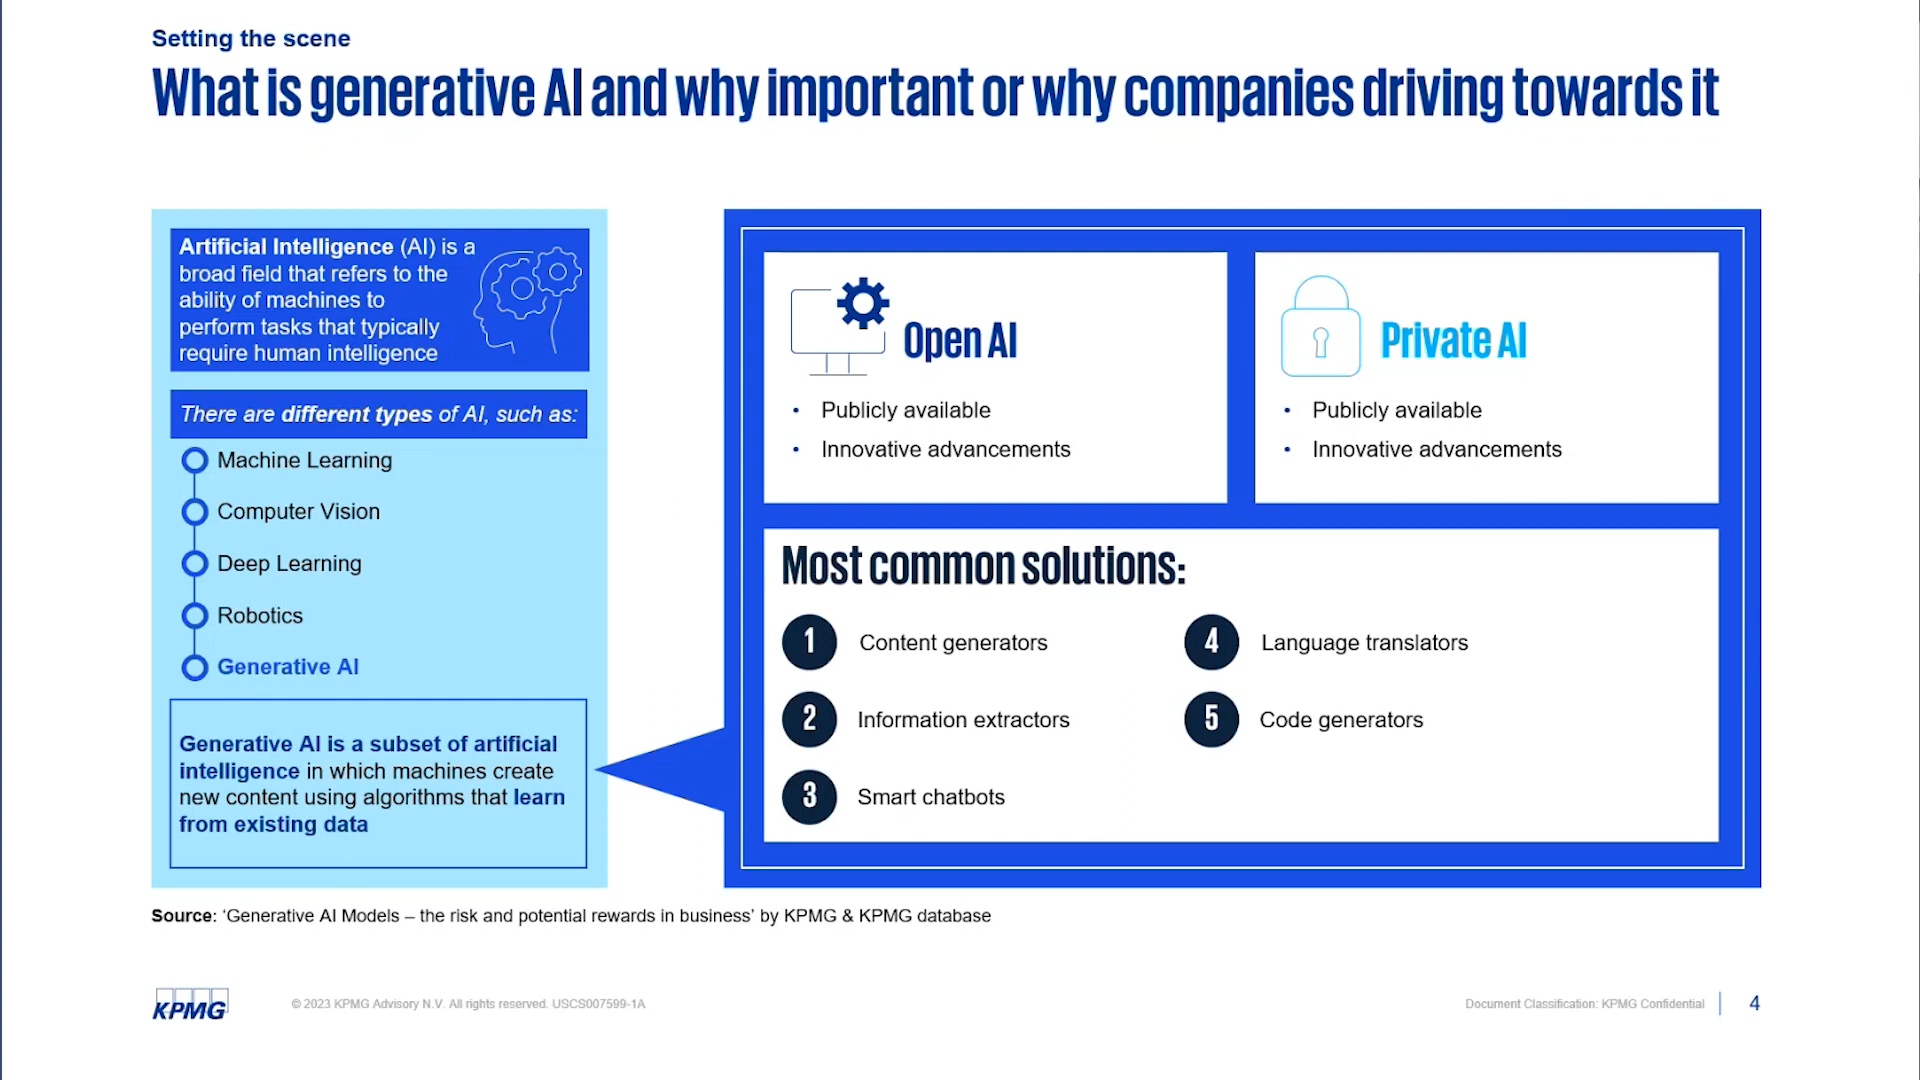 Setting the scene
What is generative AI and why important or why companies driving towards it
Artificial Intelligence (AI) is a
broad field that refers to the
ability of machines to
perform tasks that typically
require human intelligence
There are different types of AI, such as:
Machine Learning
Computer Vision
Deep Learning
Robotics
Generative AI
Generative AI is a subset of artificial
intelligence in which machines create
new content using algorithms that learn
from existing data
Open AI
• Publicly available
• Innovative advancements
Private AI
• Publicly available
• Innovative advancements
Most common solutions:
1 Content generators
2 Information extractors
3 Smart chatbots
4 Language translators
5 Code generators
Source: ‘Generative AI Models – the risk and potential rewards in business’ by KPMG & KPMG database
KPMG
© 2023 KPMG Advisory N.V. All rights reserved. USCS007599-1A
Document Classification: KPMG Confidential
4